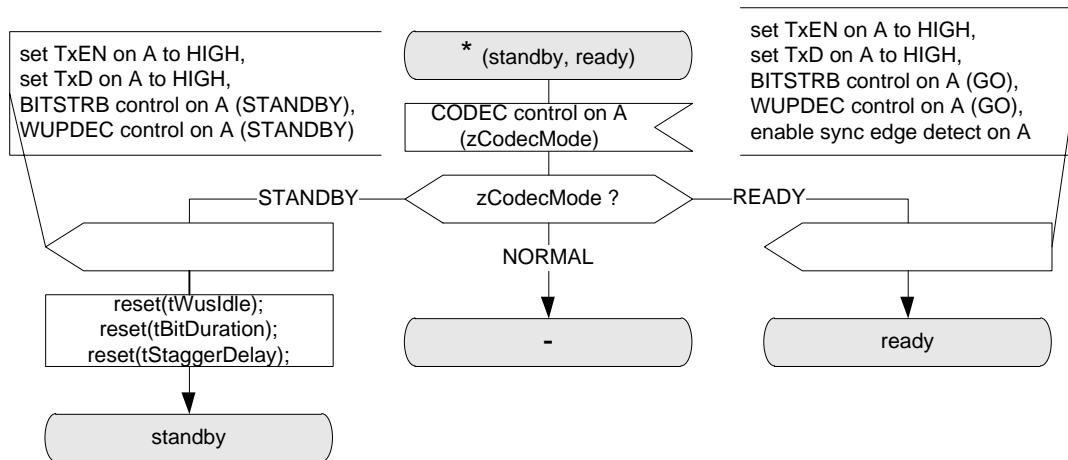 set TxEN on A to HIGH,
set TxD on A to HIGH,
BITSTRB control on A (STANDBY),
WUPDEC control on A (STANDBY)
* (standby, ready)
set TxEN on A to HIGH,
set TxD on A to HIGH,
BITSTRB control on A (GO),
WUPDEC control on A (GO),
enable sync edge detect on A
CODEC control on A
(zCodecMode)
STANDBY
zCodecMode ?
READY
NORMAL
reset(tWusIdle);
reset(tBitDuration);
reset(tStaggerDelay);
-
ready
standby